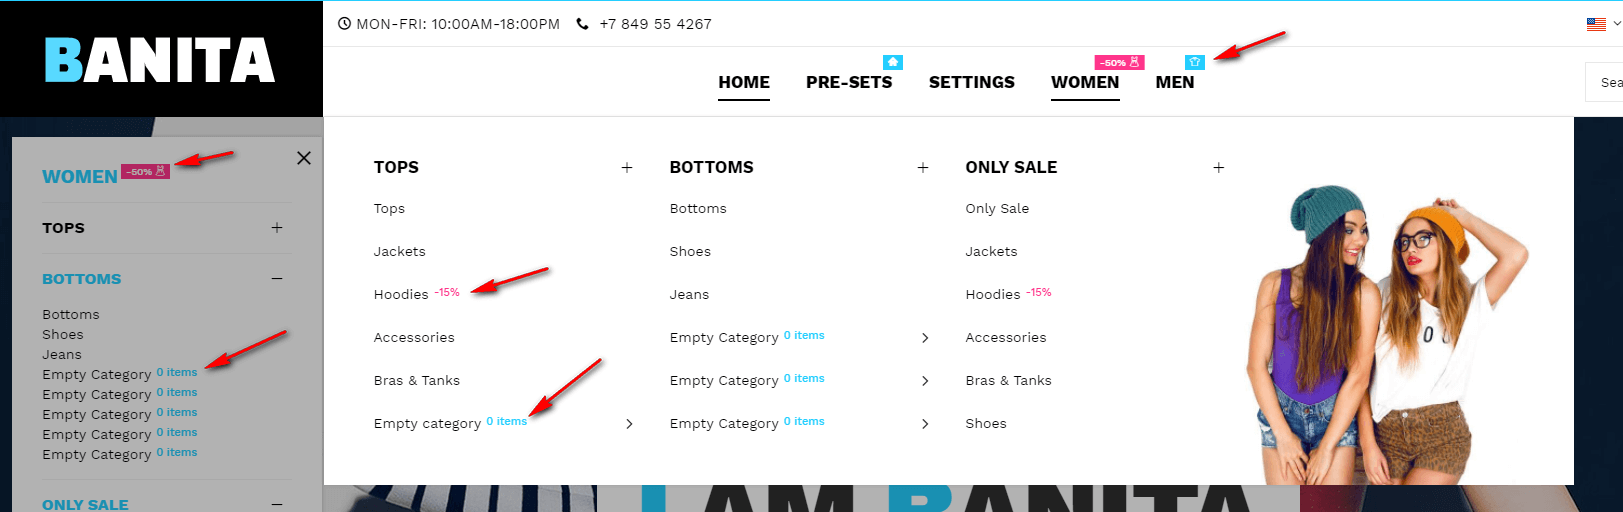 BANITA
MON-FRI: 10:00AM-18:00PM +7 849 55 4267
-50%
HOME PRE-SETS SETTINGS WOMEN MEN
WOMEN -50%
TOPS
BOTTOMS
Bottoms
Shoes
Jeans
Empty Category 0 items
Empty Category 0 items
Empty Category 0 items
Empty Category 0 items
Empty Category 0 items
ONLY SALE
TOPS
Tops
Jackets
Hoodies -15%
Accessories
Bras & Tanks
Empty category 0 items
BOTTOMS
Bottoms
Shoes
Jeans
Empty Category 0 items
Empty Category 0 items
Empty Category 0 items
ONLY SALE
Only Sale
Jackets
Hoodies -15%
Accessories
Bras & Tanks
Shoes
I AM BANITA